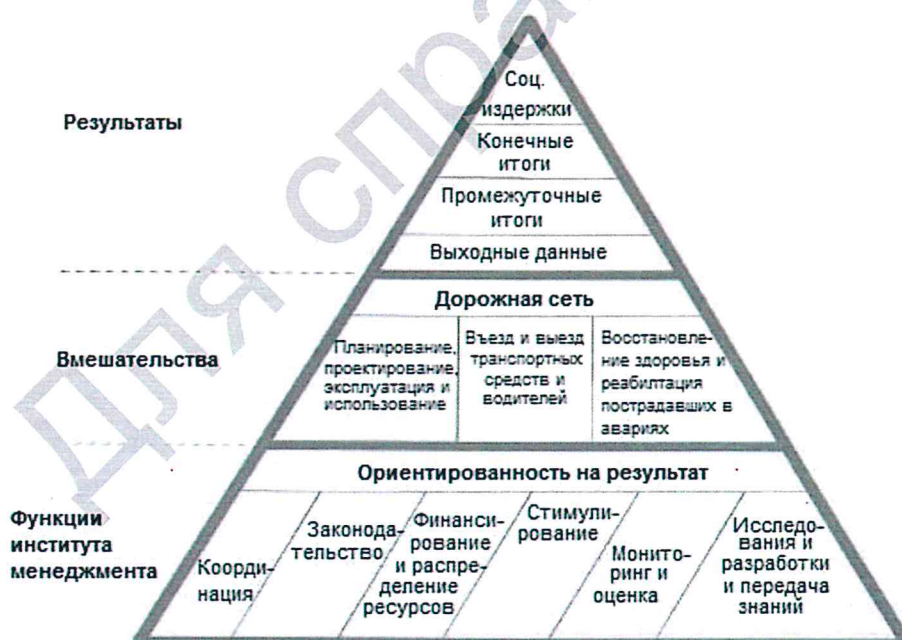 Для спра
Результаты
Соц.
издержки
Конечные
итоги
Промежуточные
итоги
Выходные данные
Вмешательства
Дорожная сеть
Планирование,
проектирование,
эксплуатация и
использование
Въезд и выезд
транспортных
средств и
водителей
Восстановле-
ние здоровья и
реабилтация
пострадавших в
авариях
Функции
института
менеджмента
Ориентированность на результат
Коорди-
нация
Законода-
тельство
Финанси-
рование
и распре-
деление
ресурсов
Стимули-
рование
Монито-
ринг и
оценка
Исследо-
вания и
разработки
и передача
знаний